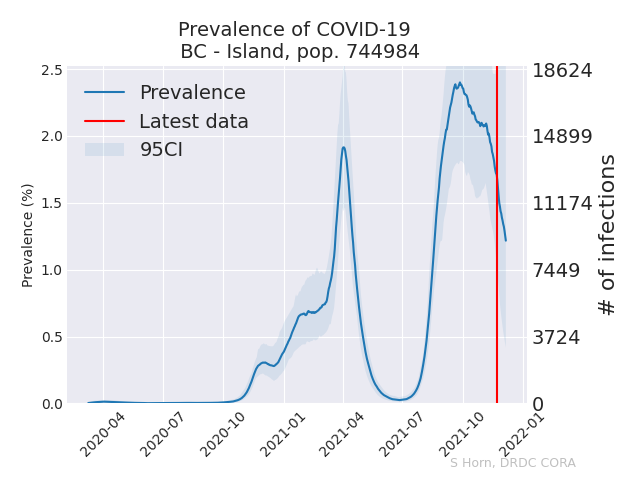 Prevalence of COVID-19
BC - Island, pop. 744984
Prevalence
Latest data
95CI
Prevalence (%)
2.5
2.0
1.5
1.0
0.5
0.0
18624
14899
11174
7449
3724
0
# of infections
2020-04
2020-07
2020-10
2021-01
2021-04
2021-07
2021-10
2022-01
S Horn, DRDC CORA